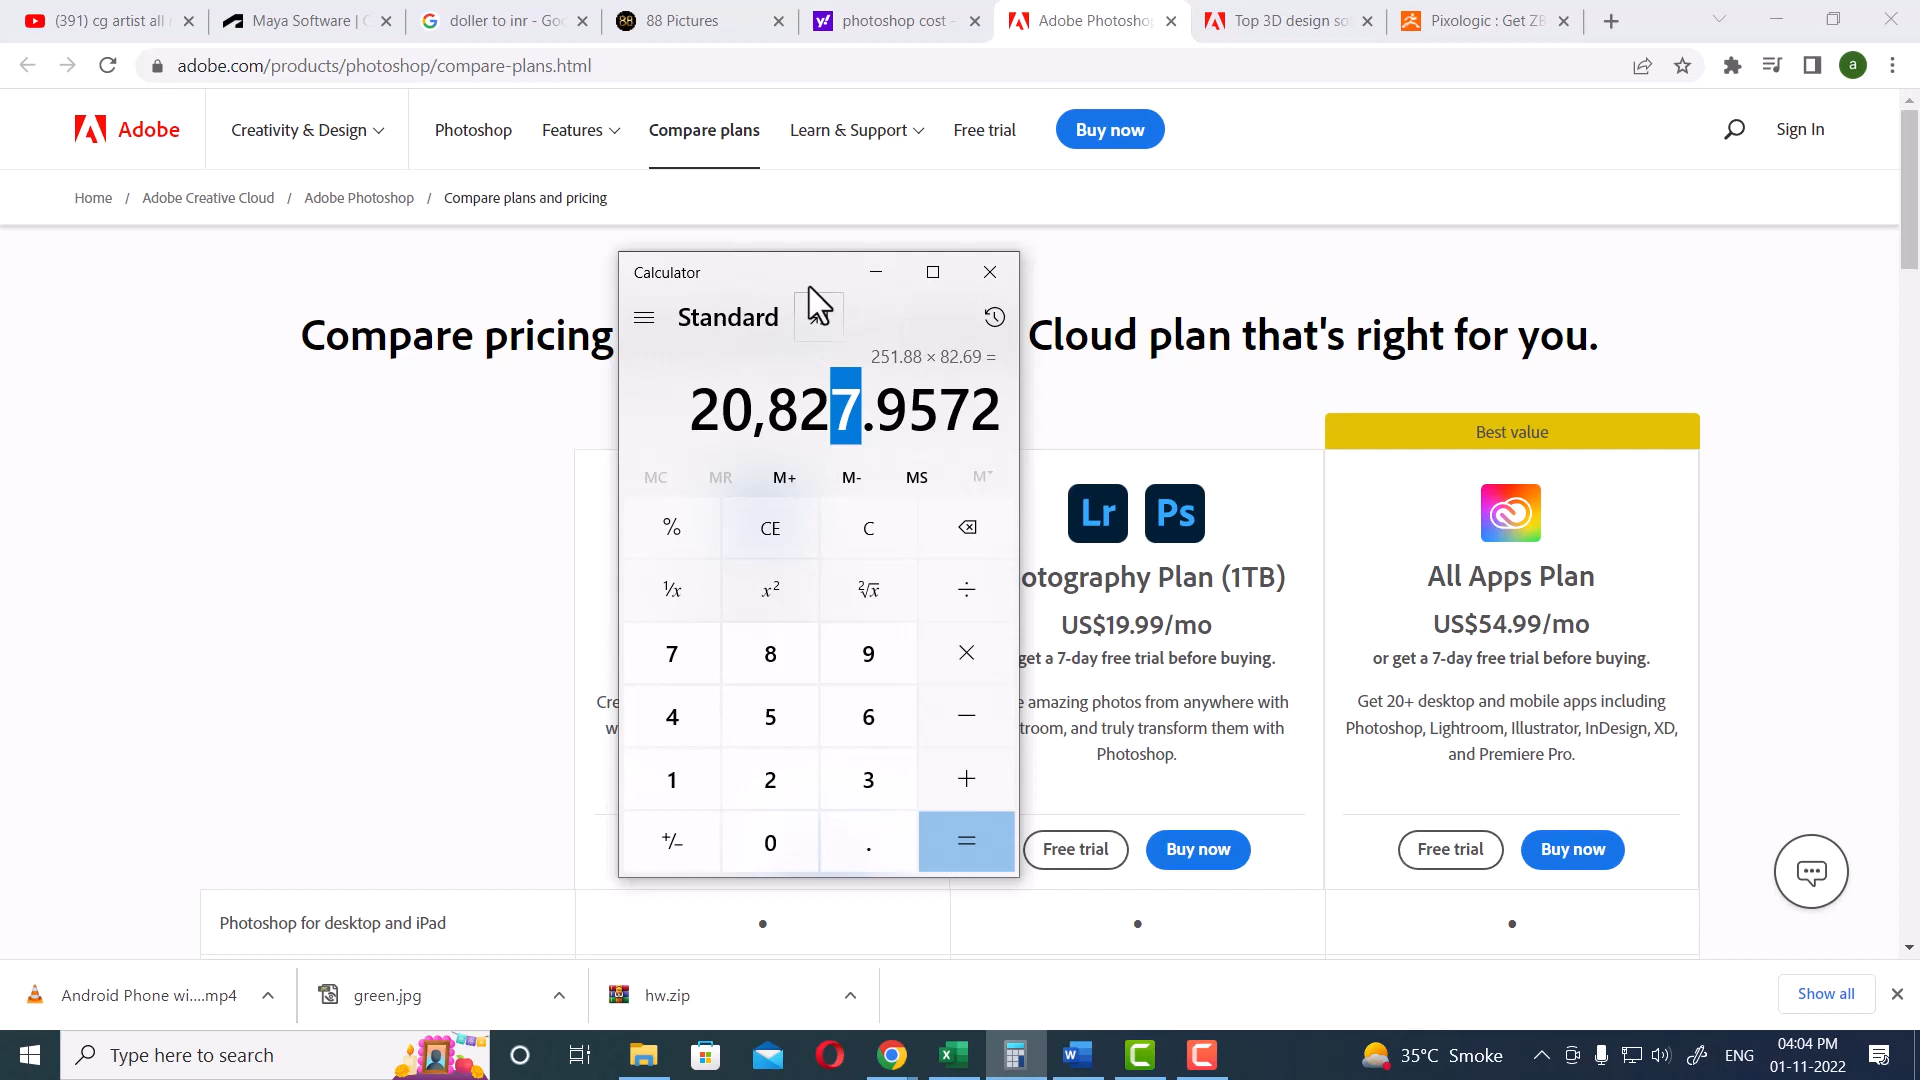 (391) cg artist all
Maya Software | C
doller to inr - Goo
88 Pictures
photoshop cost -
Adobe Photosho
Top 3D design so
Pixologic : Get ZB
adobe.com/products/photoshop/compare-plans.html
a
Adobe
Creativity & Design
Photoshop
Features
Compare plans
Learn & Support
Free trial
Buy now
Sign In
Home / Adobe Creative Cloud / Adobe Photoshop / Compare plans and pricing
Compare pricing
Cloud plan that's right for you.
Calculator
Standard
251.88 × 82.69 =
20,827.9572
MC MR M+ M- MS M
% CE C
¹/x x² ²√x ÷
7 8 9 ×
4 5 6 −
1 2 3 +
+/− 0 . =
Best value
Lr Ps
otography Plan (1TB)
US$19.99/mo
get a 7-day free trial before buying.
e amazing photos from anywhere with
troom, and truly transform them with
Photoshop.
Free trial
Buy now
All Apps Plan
US$54.99/mo
or get a 7-day free trial before buying.
Get 20+ desktop and mobile apps including
Photoshop, Lightroom, Illustrator, InDesign, XD,
and Premiere Pro.
Free trial
Buy now
Cre
w
Photoshop for desktop and iPad
Android Phone wi....mp4
green.jpg
hw.zip
Show all
Type here to search
35°C Smoke
ENG
04:04 PM
01-11-2022